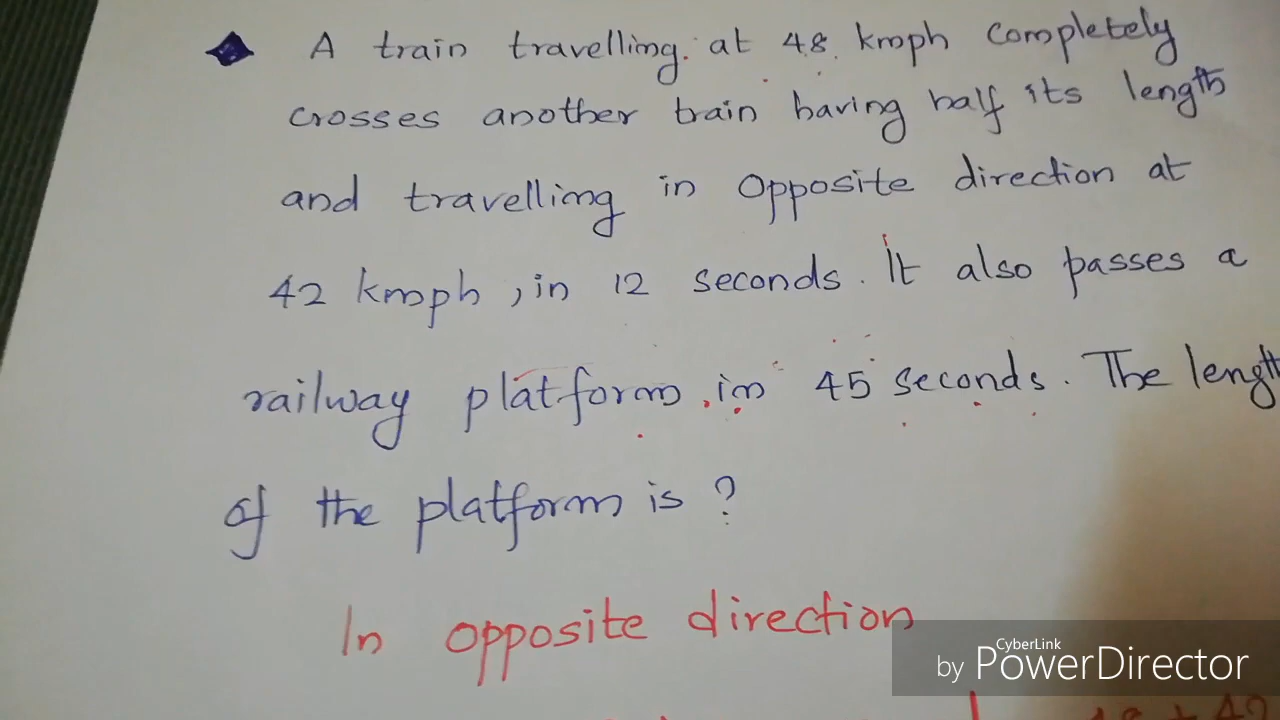 A train travelling at 48 kmph completely
crosses another train having half its length
and travelling in opposite direction at
42 kmph, in 12 seconds. It also passes a
railway platform in 45 seconds. The length
of the platform is ?
In opposite direction
CyberLink
by PowerDirector